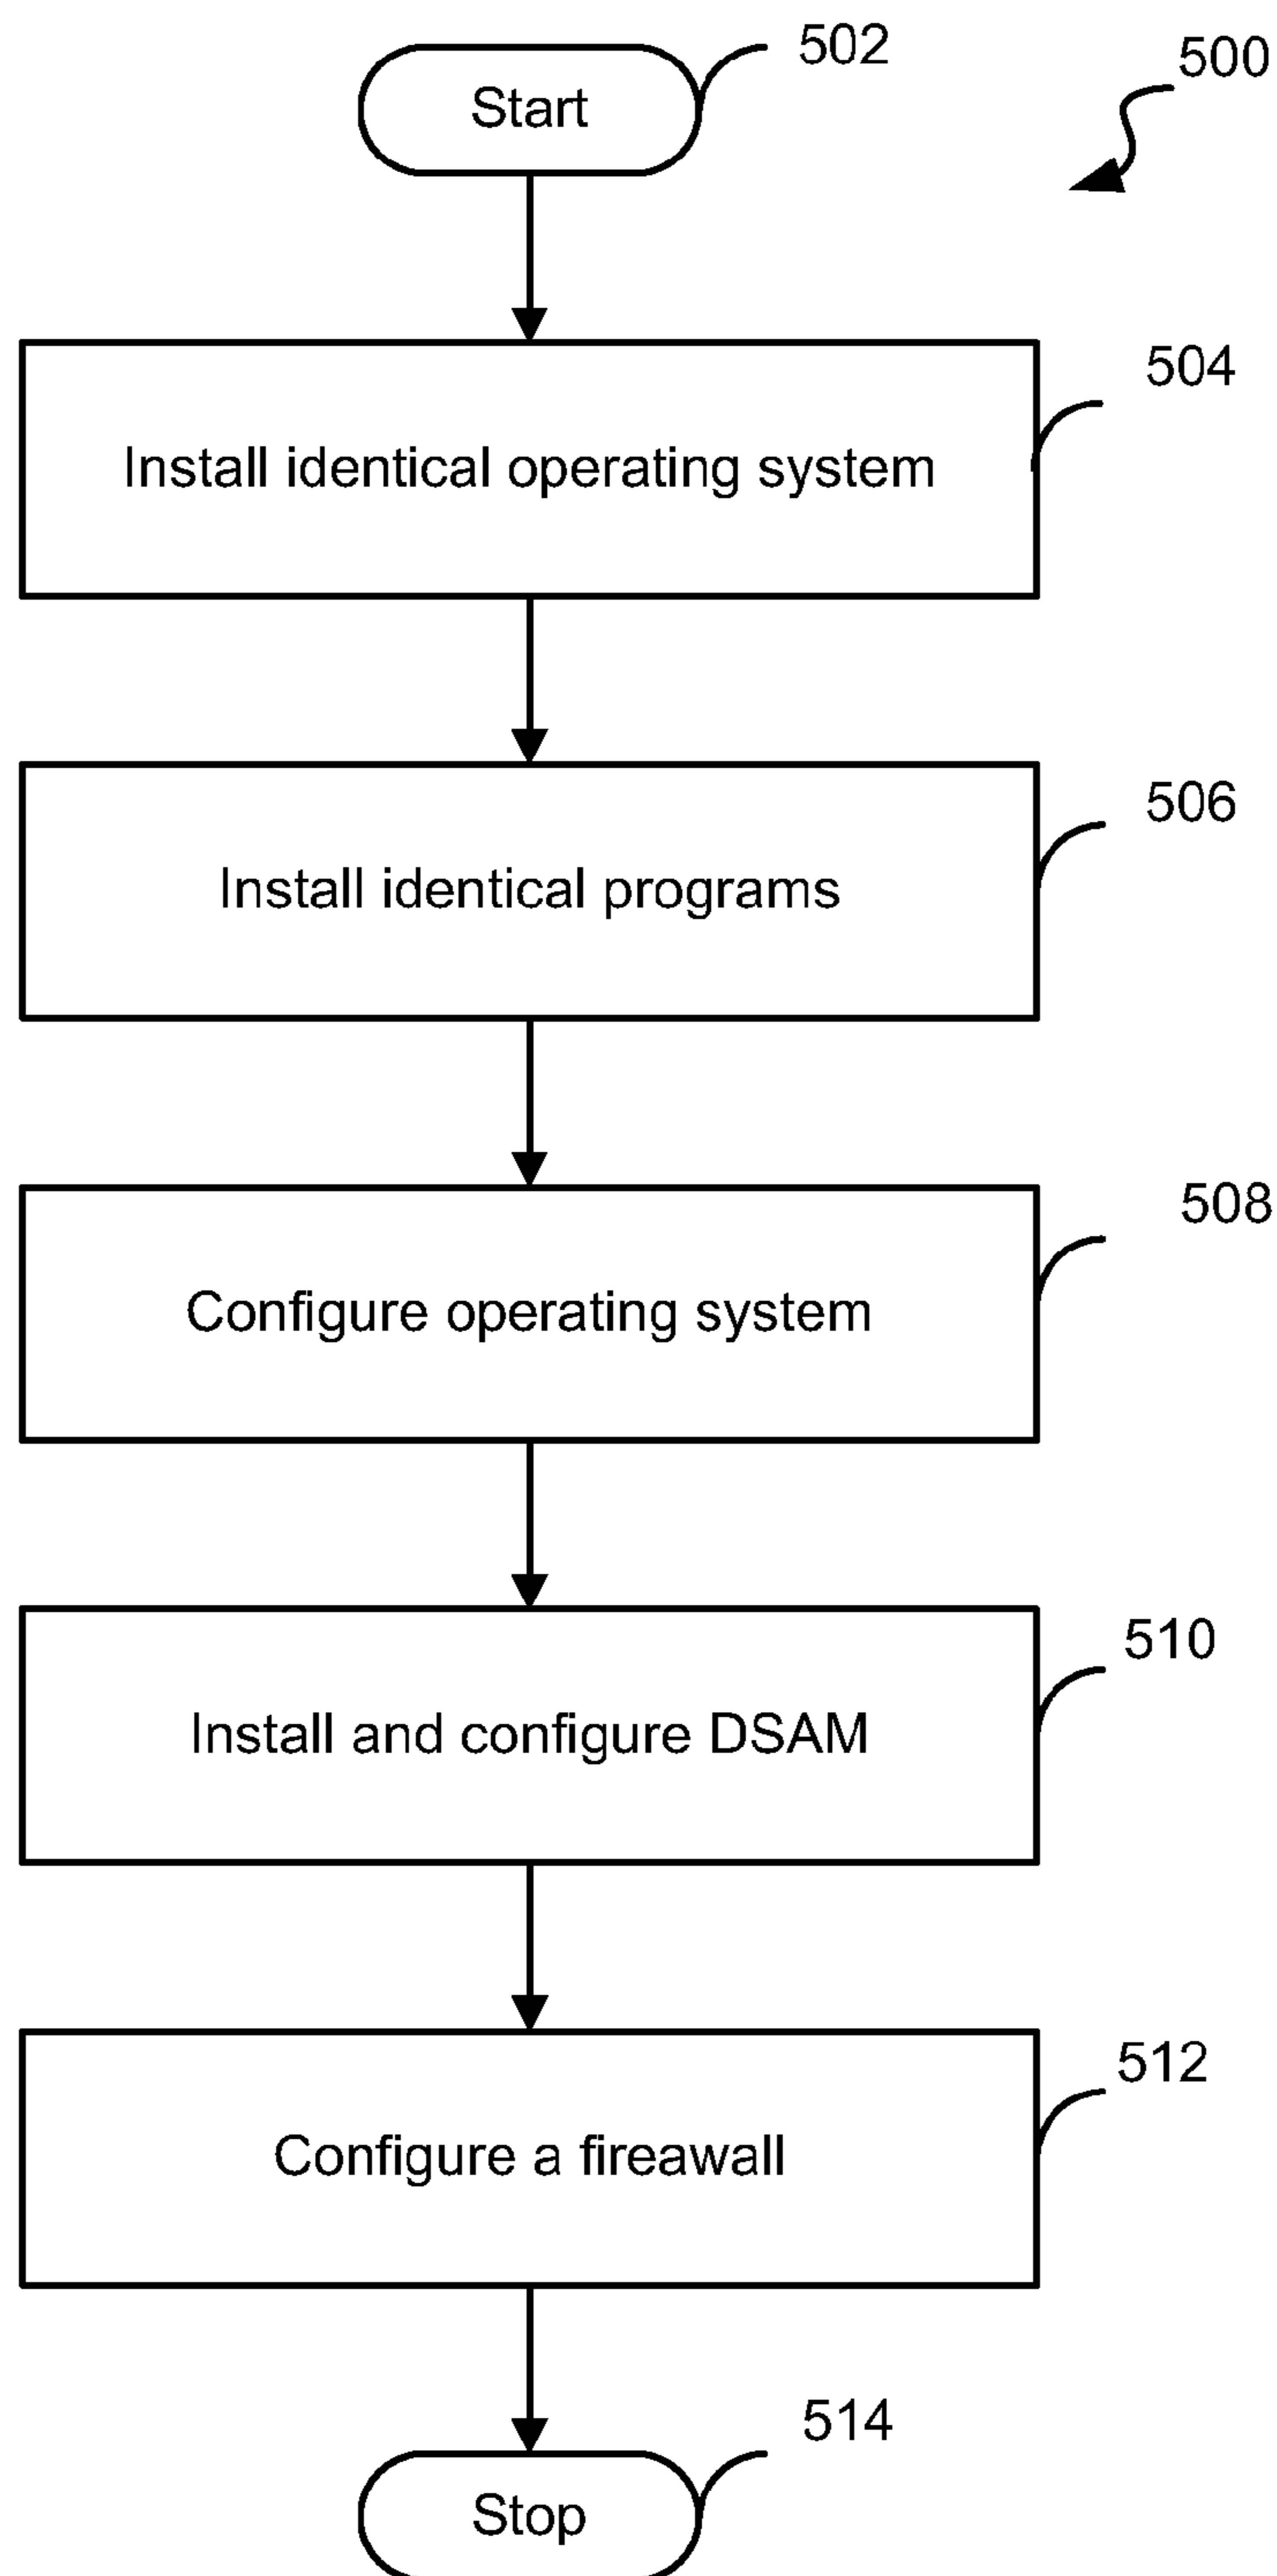 502
500
Start
504
Install identical operating system
506
Install identical programs
508
Configure operating system
510
Install and configure DSAM
512
Configure a fireawall
514
Stop